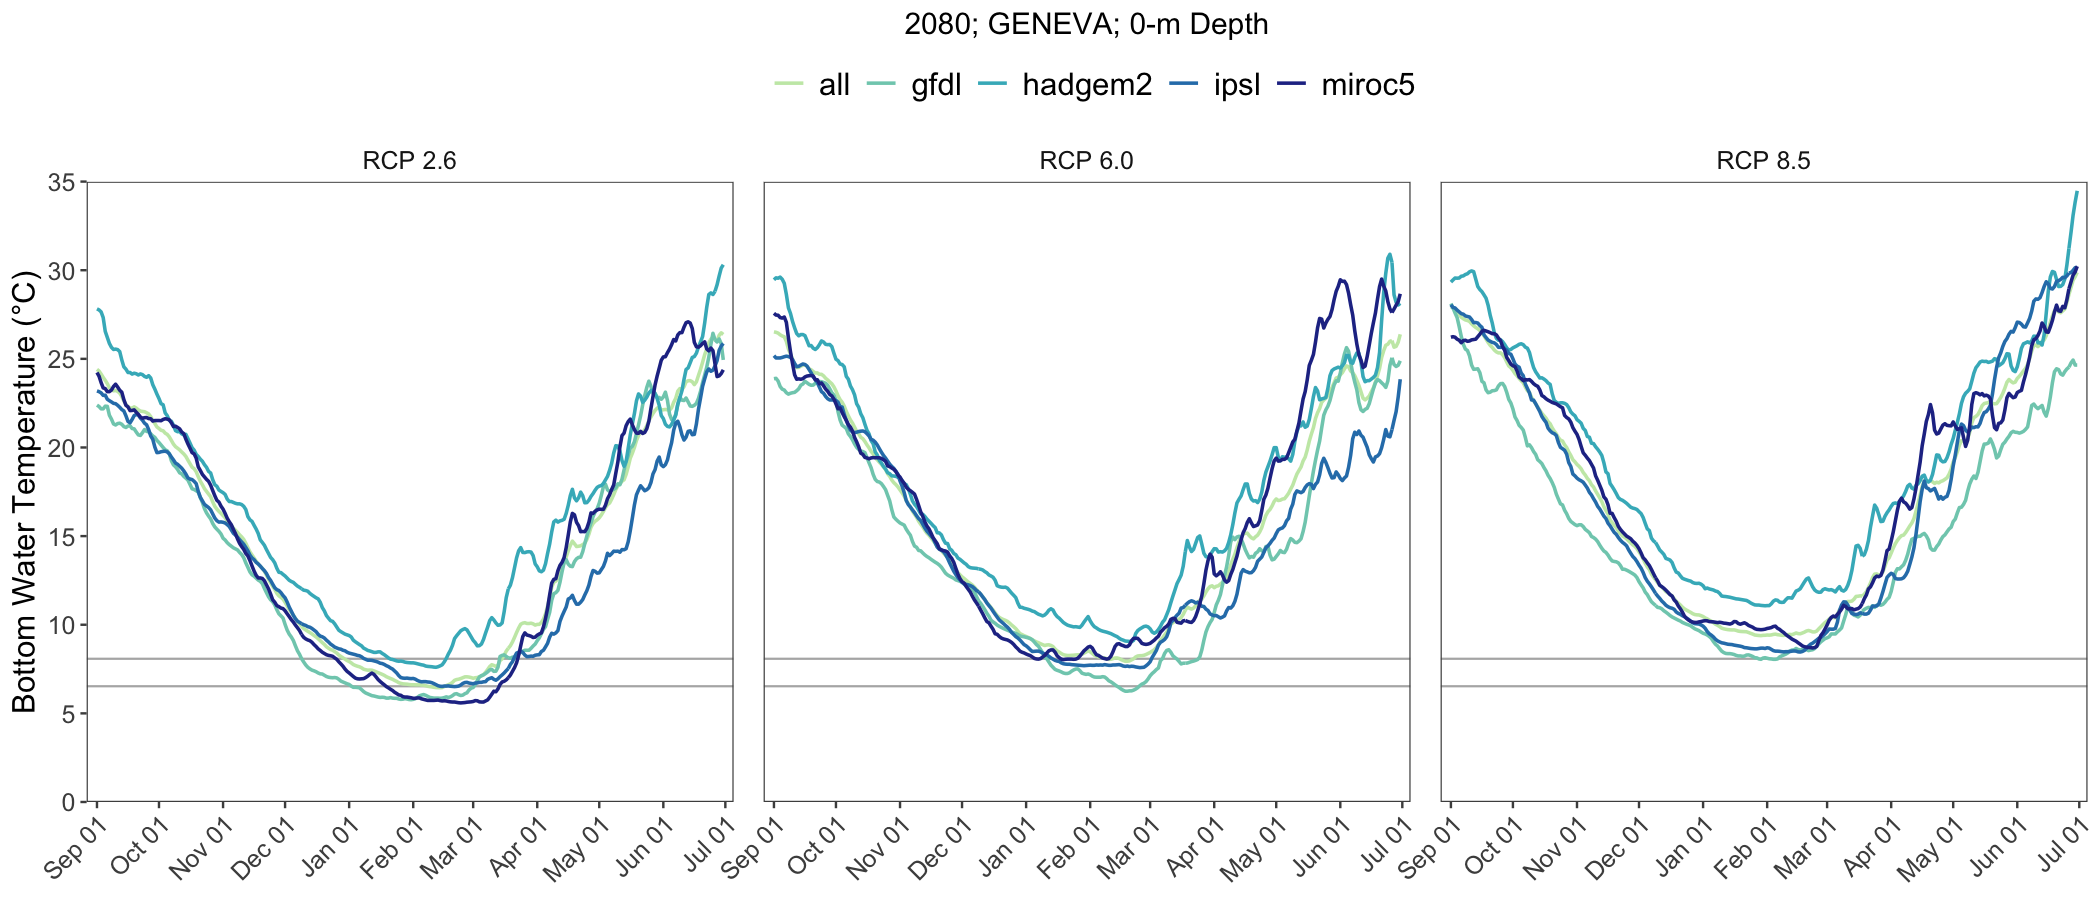 2080; GENEVA; 0-m Depth
all gfdl hadgem2 ipsl miroc5
RCP 2.6 RCP 6.0 RCP 8.5
Bottom Water Temperature (°C)
35
30
25
20
15
10
5
0
Sep 01 Oct 01 Nov 01 Dec 01 Jan 01 Feb 01 Mar 01 Apr 01 May 01 Jun 01 Jul 01 Sep 01 Oct 01 Nov 01 Dec 01 Jan 01 Feb 01 Mar 01 Apr 01 May 01 Jun 01 Jul 01 Sep 01 Oct 01 Nov 01 Dec 01 Jan 01 Feb 01 Mar 01 Apr 01 May 01 Jun 01 Jul 01